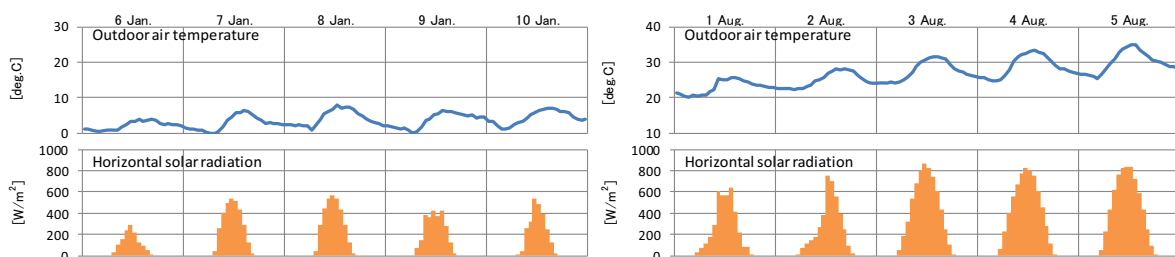 6 Jan. 7 Jan. 8 Jan. 9 Jan. 10 Jan.
Outdoor air temperature
[deg.C]
30
20
10
0
Horizontal solar radiation
[W/m²]
1000
800
600
400
200
0
1 Aug. 2 Aug. 3 Aug. 4 Aug. 5 Aug.
Outdoor air temperature
[deg.C]
40
30
20
10
Horizontal solar radiation
[W/m²]
1000
800
600
400
200
0